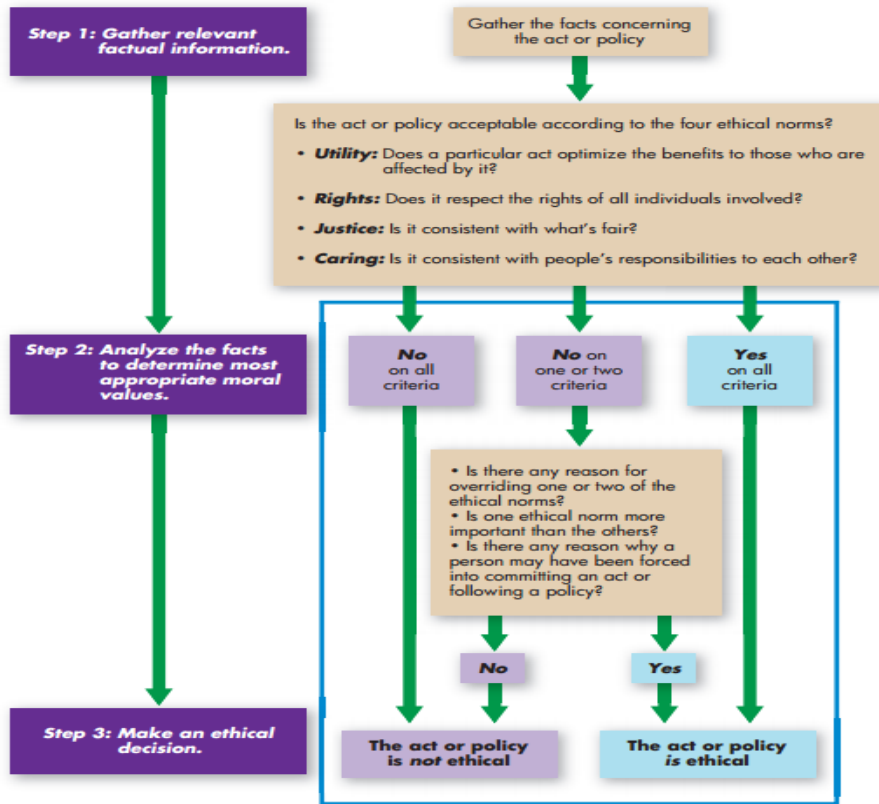 Step 1: Gather relevant
factual information.
Gather the facts concerning
the act or policy
Is the act or policy acceptable according to the four ethical norms?
• Utility: Does a particular act optimize the benefits to those who are
affected by it?
• Rights: Does it respect the rights of all individuals involved?
• Justice: Is it consistent with what's fair?
• Caring: Is it consistent with people's responsibilities to each other?
Step 2: Analyze the facts
to determine most
appropriate moral
values.
No
on all
criteria
No on
one or two
criteria
Yes
on all
criteria
• Is there any reason for
overriding one or two of the
ethical norms?
• Is one ethical norm more
important than the others?
• Is there any reason why a
person may have been forced
into committing an act or
following a policy?
No
Yes
Step 3: Make an ethical
decision.
The act or policy
is not ethical
The act or policy
is ethical